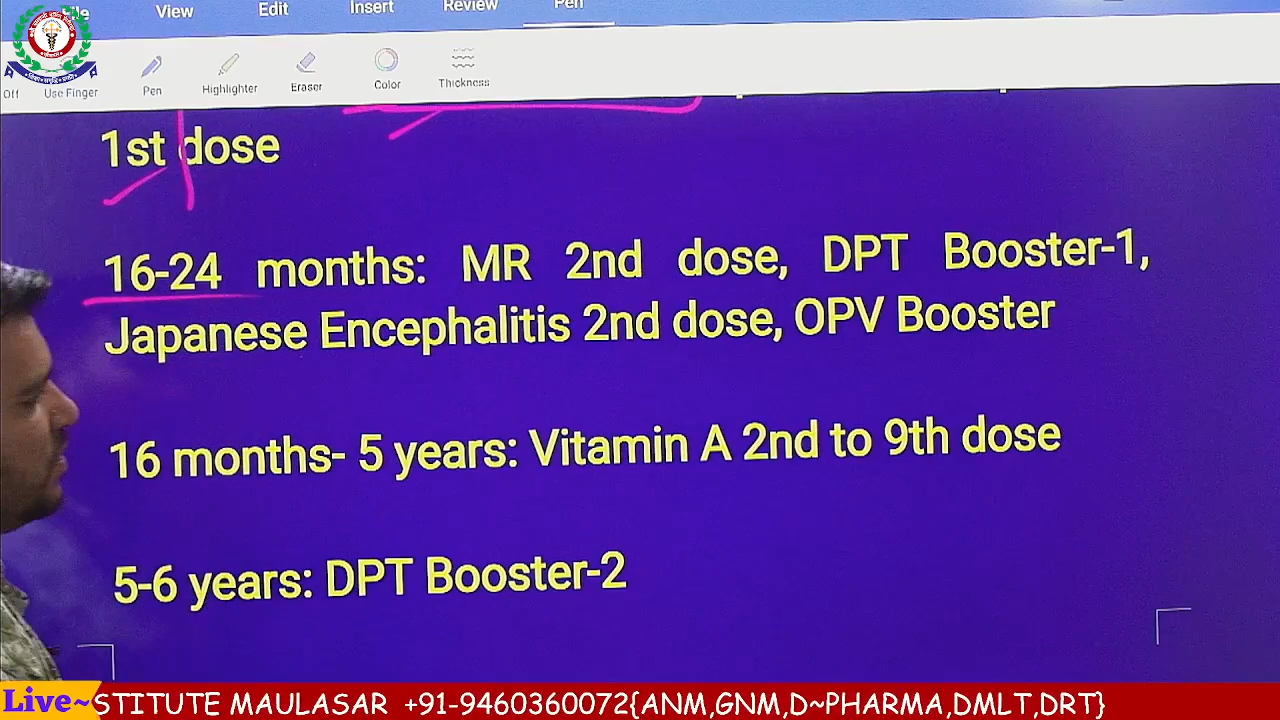 View Edit Insert Review Pen
Off Use Finger Pen Highlighter Eraser Color Thickness
1st dose
16-24 months: MR 2nd dose, DPT Booster-1,
Japanese Encephalitis 2nd dose, OPV Booster
16 months- 5 years: Vitamin A 2nd to 9th dose
5-6 years: DPT Booster-2
Live~ STITUTE MAULASAR +91-9460360072{ANM,GNM,D~PHARMA,DMLT,DRT}